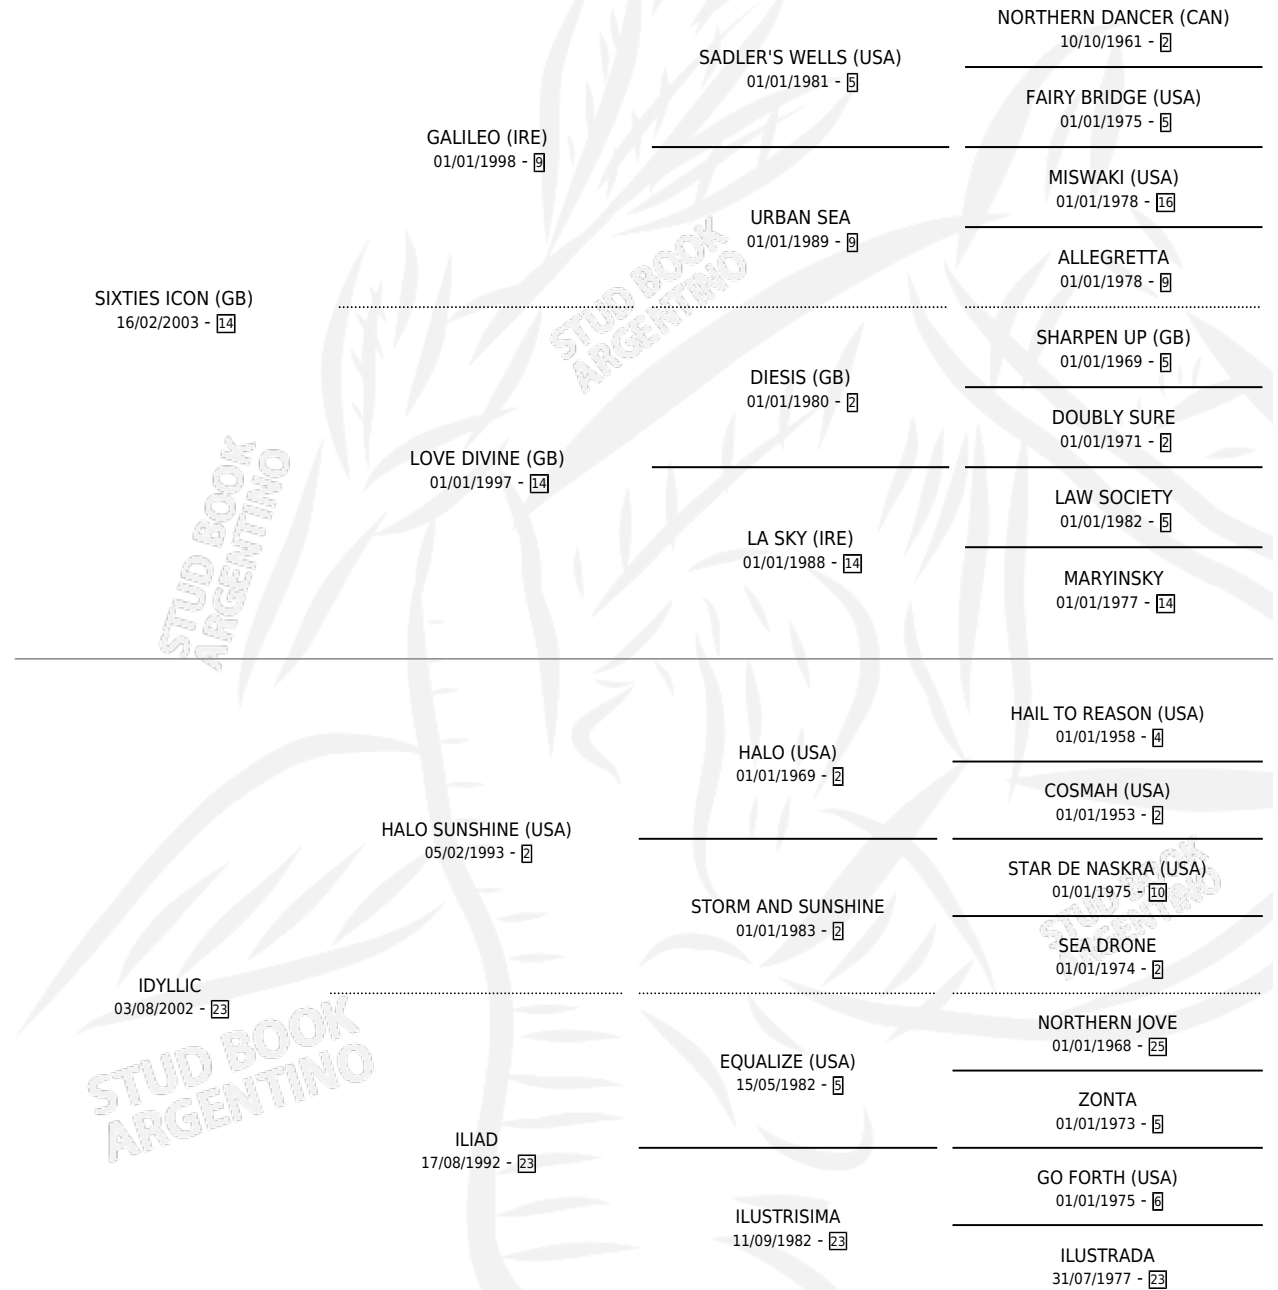 NORTHERN DANCER (CAN)
10/10/1961 - 2
SADLER'S WELLS (USA)
01/01/1981 - 5
FAIRY BRIDGE (USA)
01/01/1975 - 5
GALILEO (IRE)
01/01/1998 - 9
MISWAKI (USA)
01/01/1978 - 16
URBAN SEA
01/01/1989 - 9
ALLEGRETTA
01/01/1978 - 9
SIXTIES ICON (GB)
16/02/2003 - 14
STUD BOOK
ARGENTINO
SHARPEN UP (GB)
01/01/1969 - 5
DIESIS (GB)
01/01/1980 - 2
DOUBLY SURE
01/01/1971 - 2
LOVE DIVINE (GB)
01/01/1997 - 14
LAW SOCIETY
01/01/1982 - 5
LA SKY (IRE)
01/01/1988 - 14
MARYINSKY
01/01/1977 - 14
STUD BOOK
ARGENTINO
HAIL TO REASON (USA)
01/01/1958 - 4
HALO (USA)
01/01/1969 - 2
COSMAH (USA)
01/01/1953 - 2
HALO SUNSHINE (USA)
05/02/1993 - 2
STAR DE NASKRA (USA)
01/01/1975 - 10
STORM AND SUNSHINE
01/01/1983 - 2
STUD BOOK
ARGENTINO
SEA DRONE
01/01/1974 - 2
IDYLLIC
03/08/2002 - 23
NORTHERN JOVE
01/01/1968 - 25
EQUALIZE (USA)
15/05/1982 - 5
STUD BOOK
ARGENTINO
ZONTA
01/01/1973 - 5
ILIAD
17/08/1992 - 23
GO FORTH (USA)
01/01/1975 - 6
ILUSTRISIMA
11/09/1982 - 23
ILUSTRADA
31/07/1977 - 23